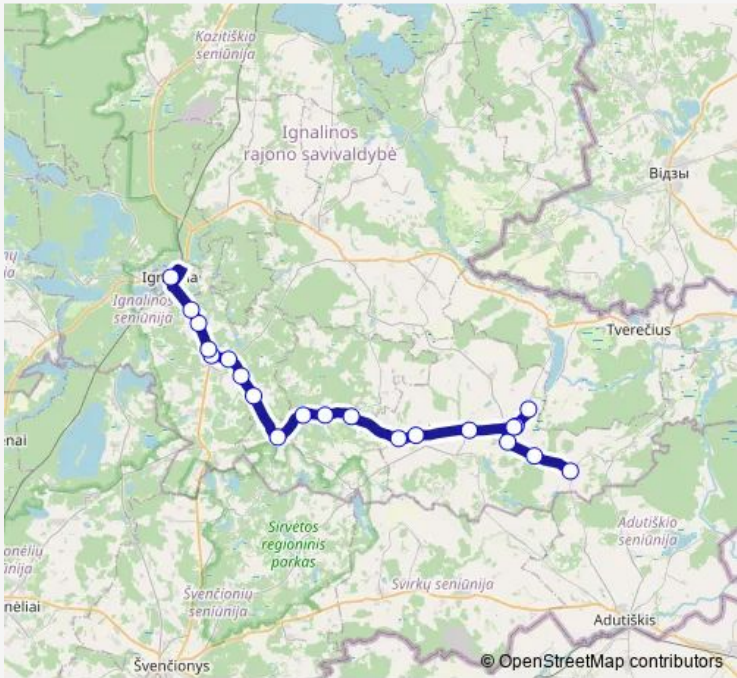 Kazitiškio
seniūnija
Ignalinos
rajono savivaldybė
Відзы
Ignalinos
seniūnija
Tverečius
Sirvėtos
regioninis
parkas
Adutiškio
seniūnija
Švenčionių
seniūnija
Svirkų seniūnija
Adutiškis
Švenčionys
© OpenStreetMap contributors